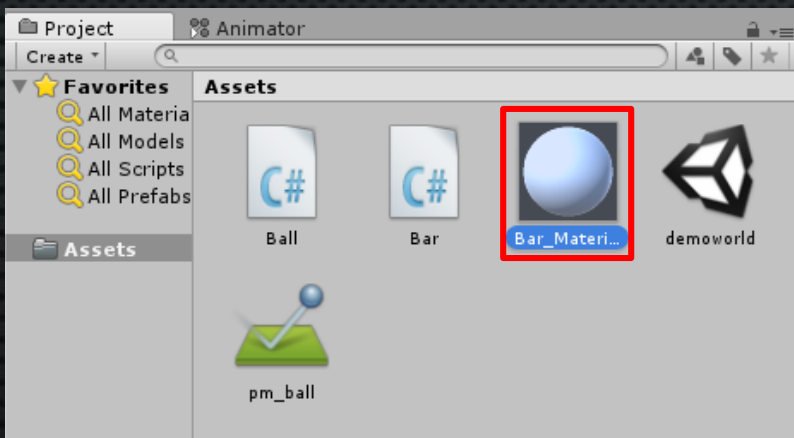 Project
Animator
Create
Favorites
All Materia
All Models
All Scripts
All Prefabs
Assets
Assets
C#
Ball
C#
Bar
Bar_Materi...
demoworld
pm_ball